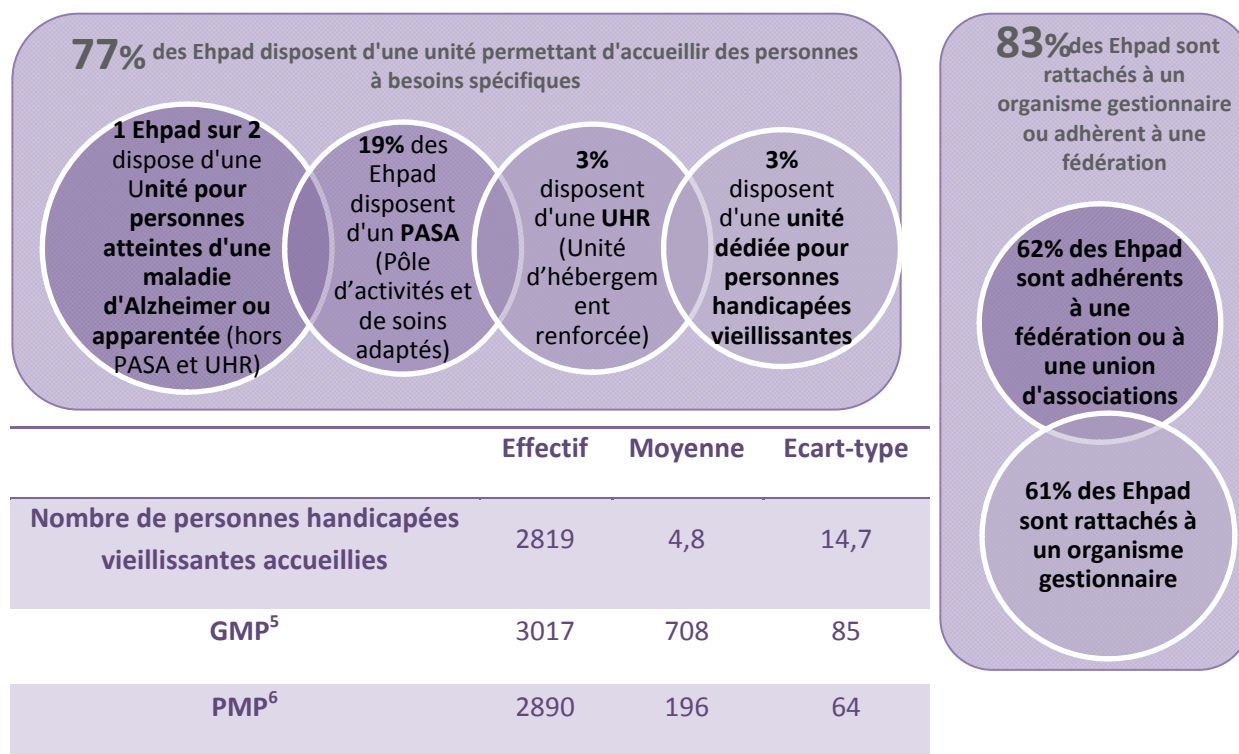 77% des Ehpad disposent d'une unité permettant d'accueillir des personnes
à besoins spécifiques
1 Ehpad sur 2
dispose d'une
Unité pour
personnes
atteintes d'une
maladie
d'Alzheimer ou
apparentée (hors
PASA et UHR)
19% des
Ehpad
disposent
d'un PASA
(Pôle
d'activités et
de soins
adaptés)
3%
disposent
d'une UHR
(Unité
d'hébergem
ent
renforcée)
3%
disposent
d'une unité
dédiée pour
personnes
handicapées
vieillissantes
83% des Ehpad sont
rattachés à un
organisme gestionnaire
ou adhèrent à une
fédération
62% des Ehpad
sont adhérents
à une
fédération ou à
une union
d'associations
61% des Ehpad
sont rattachés à
un organisme
gestionnaire
Effectif Moyenne Ecart-type
Nombre de personnes handicapées
vieillissantes accueillies 2819 4,8 14,7
GMP5 3017 708 85
PMP6 2890 196 64